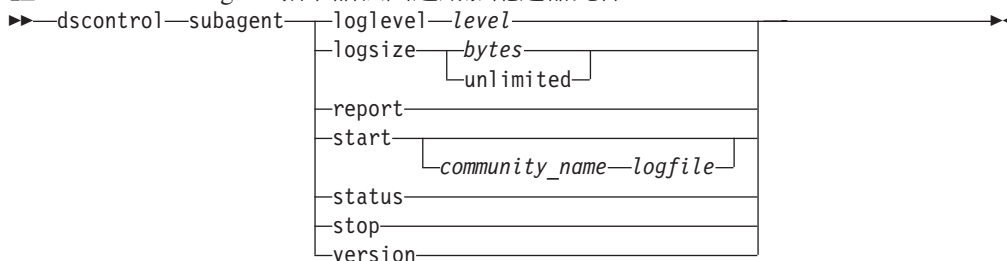 dscontrol subagent loglevel level
logsize bytes
unlimited
report
start
community_name logfile
status
stop
version